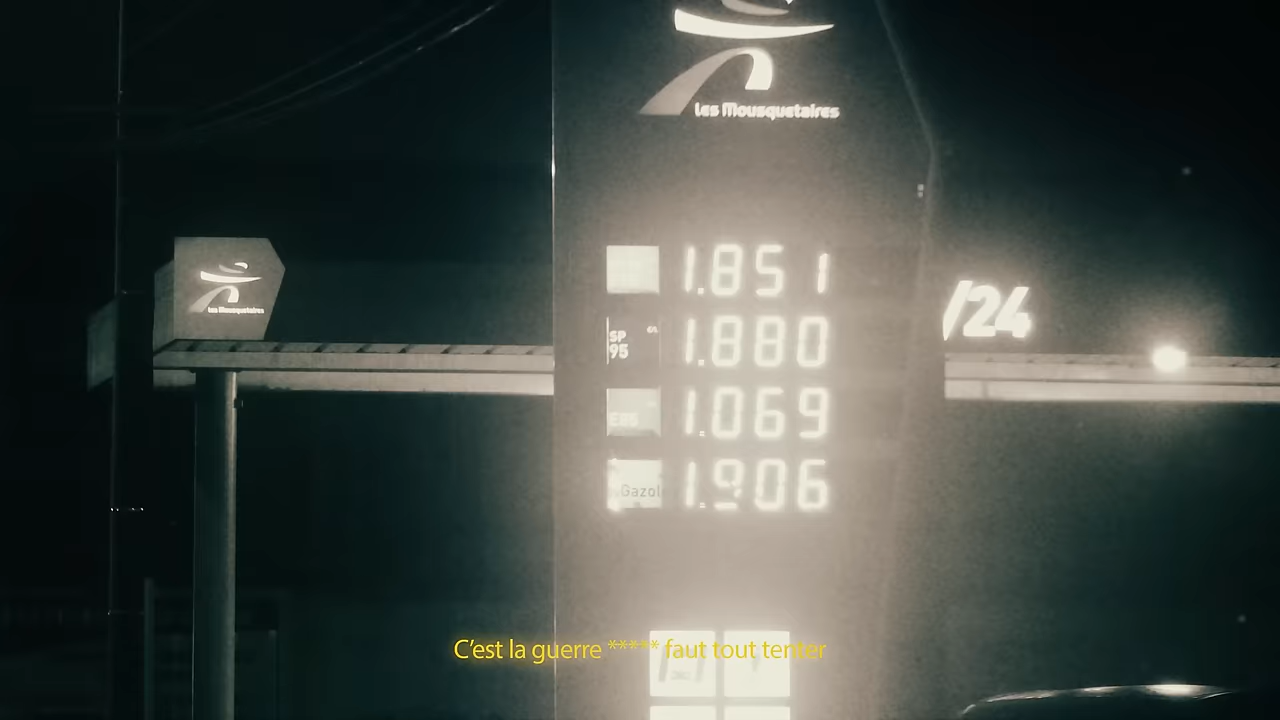 Les Mousquetaires
1.851
Les Mousquetaires
/24
SP
95
1.880
1.069
Gazol
1.906
C'est la guerre ***** faut tout tenter